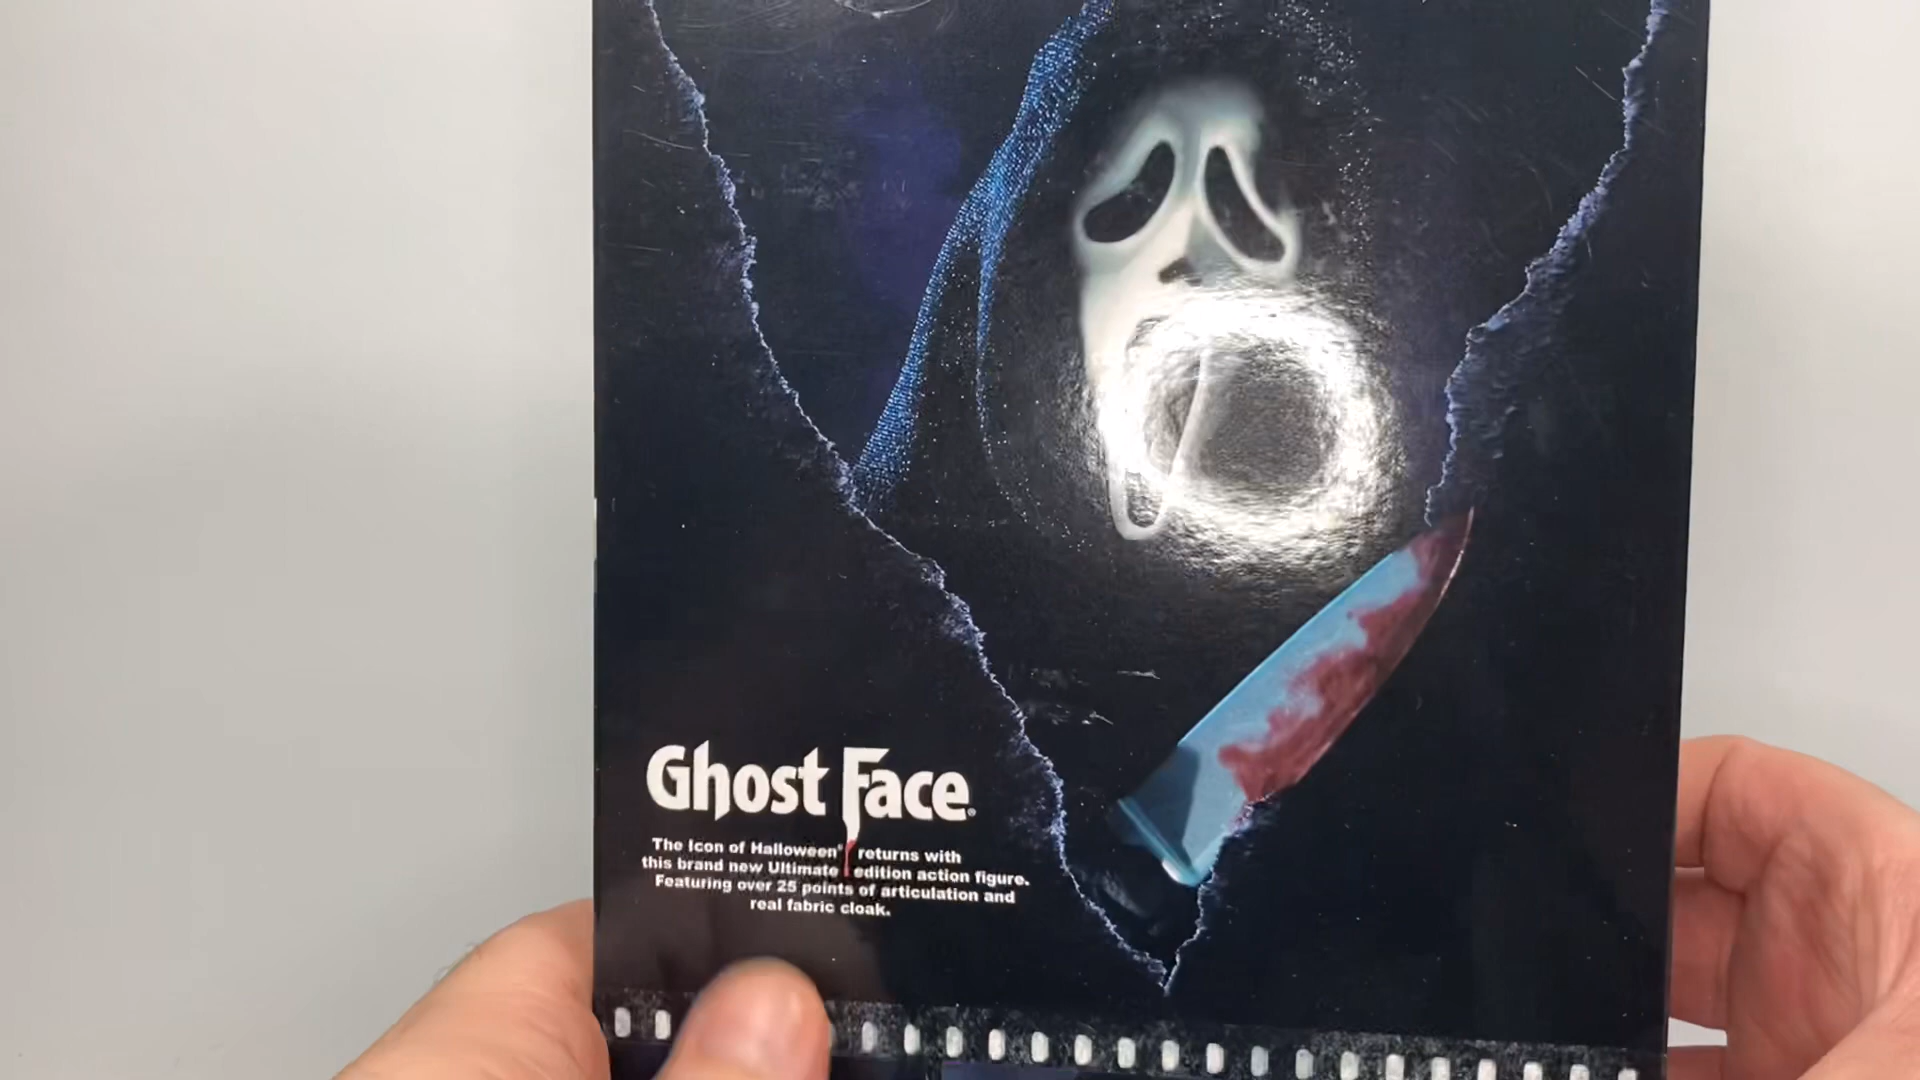 Ghost Face®
The Icon of Halloween® returns with
this brand new Ultimate edition action figure.
Featuring over 25 points of articulation and
real fabric cloak.